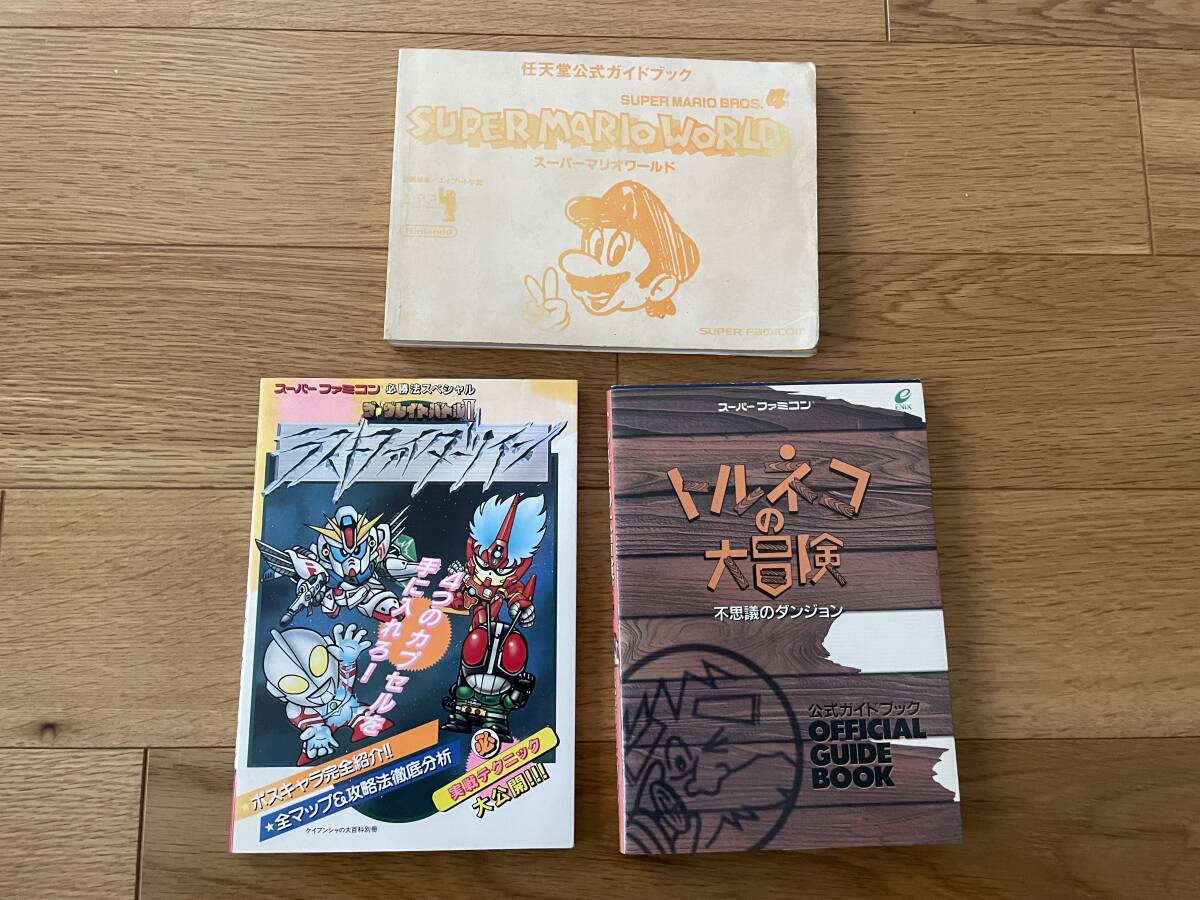 任天堂公式ガイドブック
SUPER MARIO BROS. 4
SUPER MARIO WORLD
スーパーマリオワールド
Nintendo
SUPER FAMICOM
スーパーファミコン 必勝法スペシャル
ザ・グレイトバトルII
ラストファイターツイン
4つのカプセルを
手に入れろ!
★ボスキャラ完全紹介!!
★全マップ&攻略法徹底分析
必
実戦テクニック
大公開!!!
ケイブンシャの大百科別冊
スーパーファミコン
ENIX
トルネコ
の
大冒険
不思議のダンジョン
公式ガイドブック
OFFICIAL
GUIDE
BOOK